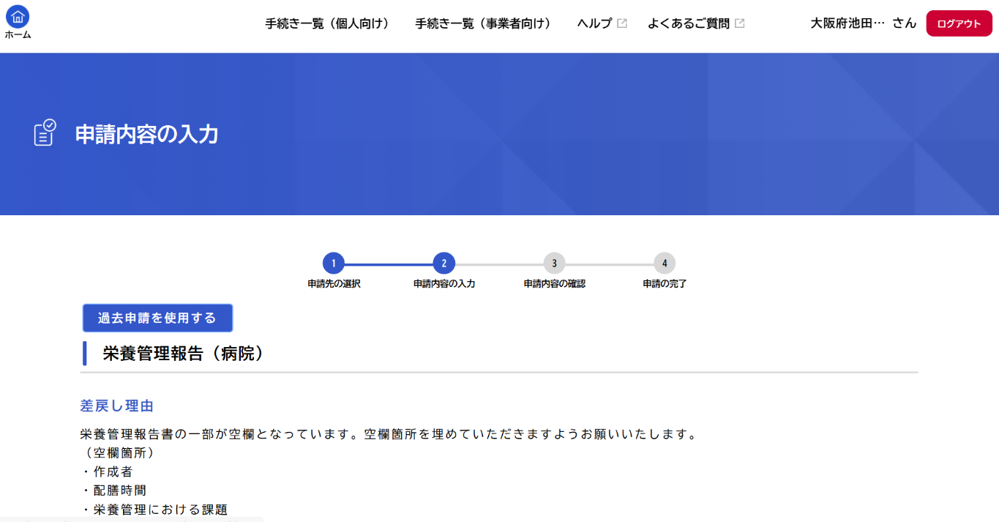 ホーム
手続き一覧（個人向け）
手続き一覧（事業者向け）
ヘルプ
よくあるご質問
大阪府池田… さん
ログアウト
申請内容の入力
1
2
3
4
申請先の選択
申請内容の入力
申請内容の確認
申請の完了
過去申請を使用する
栄養管理報告（病院）
差戻し理由
栄養管理報告書の一部が空欄となっています。空欄箇所を埋めていただきますようお願いいたします。
（空欄箇所）
・作成者
・配膳時間
・栄養管理における課題